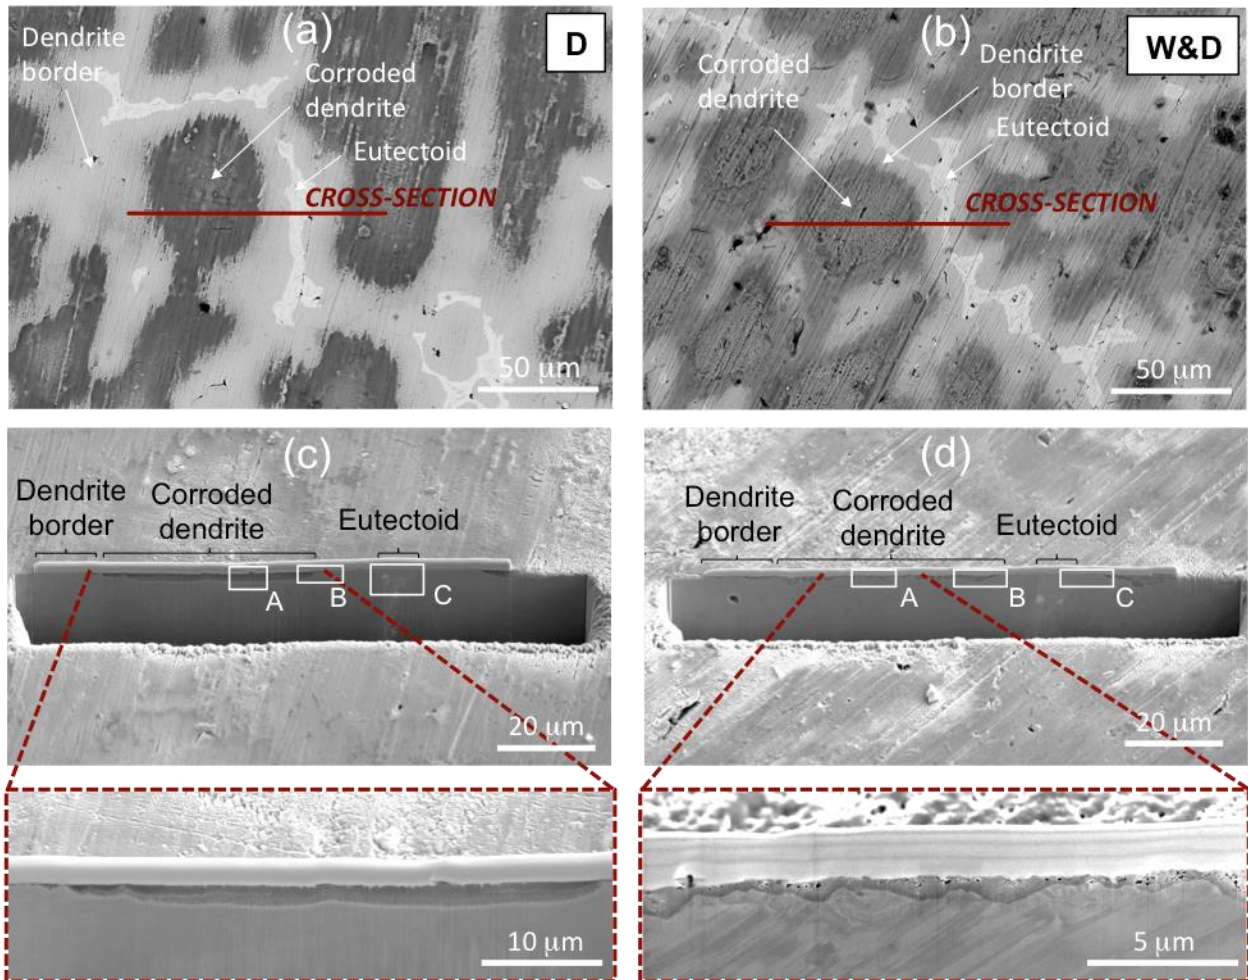 (a)
D
Dendrite
border
Corroded
dendrite
Eutectoid
CROSS-SECTION
50 μm
(b)
W&D
Corroded
dendrite
Dendrite
border
Eutectoid
CROSS-SECTION
50 μm
(c)
Dendrite
border
Corroded
dendrite
Eutectoid
A
B
C
20 μm
(d)
Dendrite
border
Corroded
dendrite
Eutectoid
A
B
C
20 μm
10 μm
5 μm